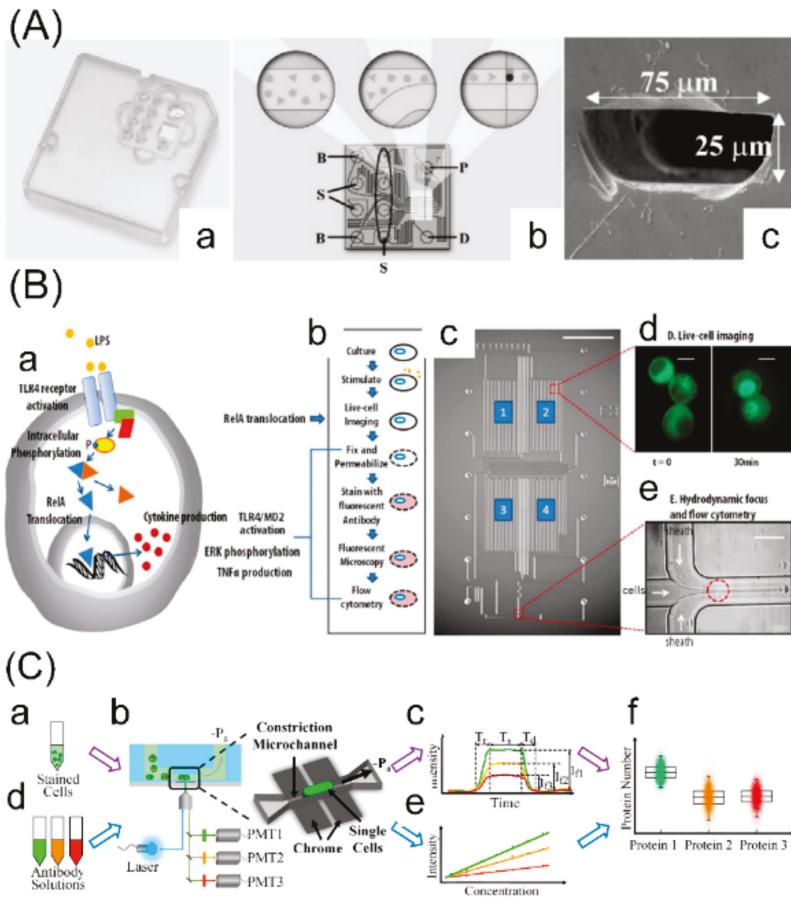 (A)
a
B
S
B
P
D
S
b
75 μm
25 μm
c
(B)
a
LPS
TLR4 receptor
activation
Intracellular
Phosphorylation
P
RelA
Translocation
Cytokine production
b
Culture
Stimulate
Live-cell
Imaging
Fix and
Permeabilize
Stain with
fluorescent
Antibody
Fluorescent
Microscopy
Flow
cytometry
RelA translocation
TLR4/MD2
activation
ERK phosphorylation
TNFα production
c
1
2
3
4
d
D. Live-cell imaging
t = 0
30min
e
E. Hydrodynamic focus
and flow cytometry
sheath
cells
sheath
(C)
a
Stained
Cells
b
-Pa
Constriction
Microchannel
-Pa
Single
Cells
Chrome
Laser
PMT1
PMT2
PMT3
c
Intensity
Tr
Ts
Td
If3
If2
If1
Time
d
Antibody
Solutions
e
Intensity
Concentration
f
Protein Number
Protein 1
Protein 2
Protein 3